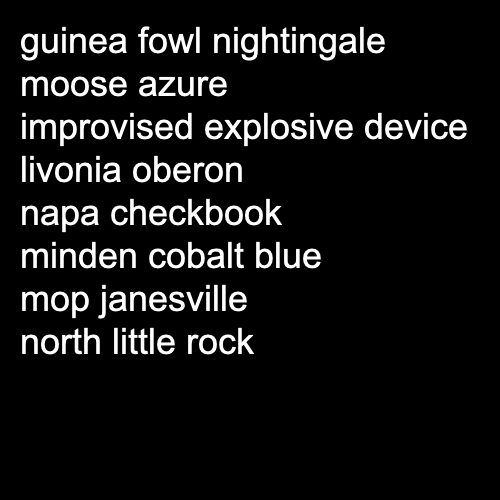 guinea fowl nightingale
moose azure
improvised explosive device
livonia oberon
napa checkbook
minden cobalt blue
mop janesville
north little rock